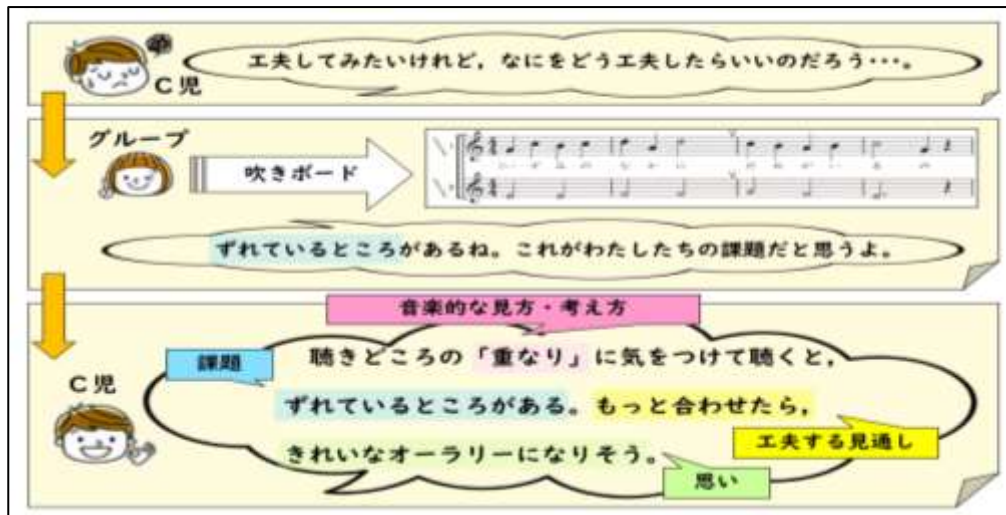 工夫してみたいけれど,なにをどう工夫したらいいのだろう・・・。
C児
グループ
吹きボード
ずれているところがあるね。これがわたしたちの課題だと思うよ。
音楽的な見方・考え方
課題
聴きどころの「重なり」に気をつけて聴くと,
C児
ずれているところがある。もっと合わせたら,
工夫する見通し
きれいなオーラリーになりそう。
思い